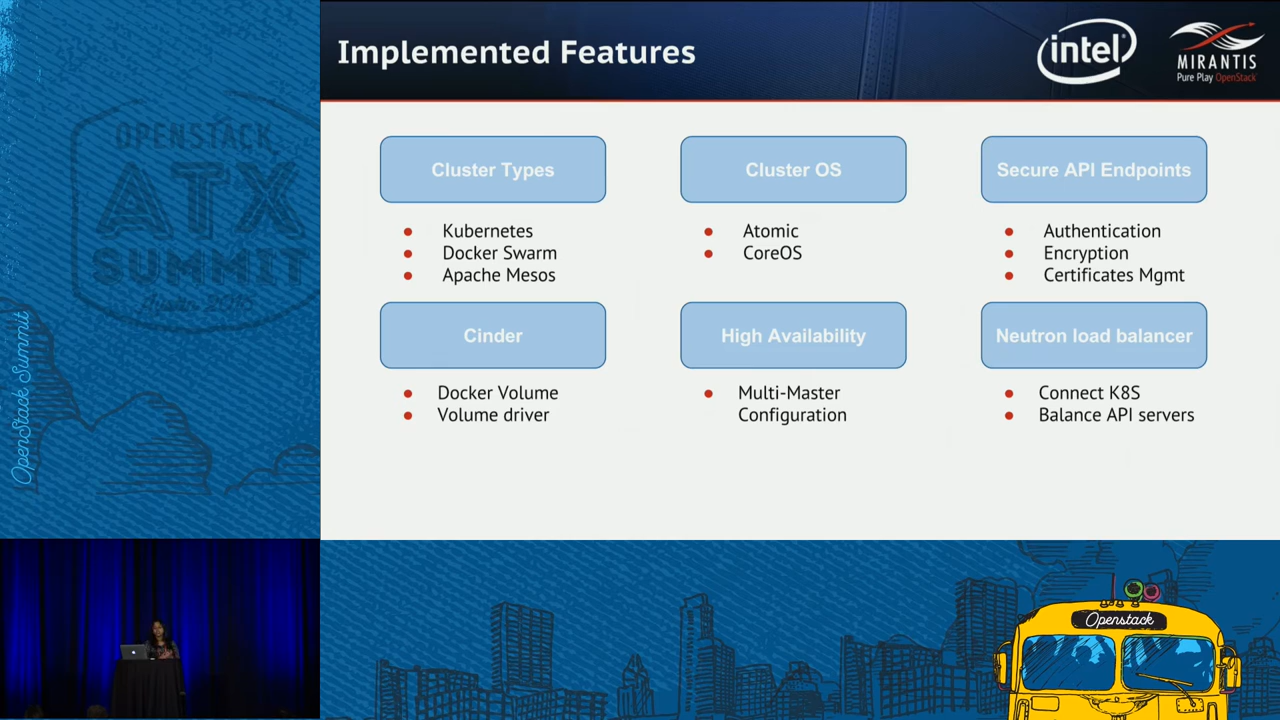 Implemented Features
intel
MIRANTIS
Pure Play OpenStack
Cluster Types
Kubernetes
Docker Swarm
Apache Mesos
Cluster OS
Atomic
CoreOS
Secure API Endpoints
Authentication
Encryption
Certificates Mgmt
Cinder
Docker Volume
Volume driver
High Availability
Multi-Master
Configuration
Neutron load balancer
Connect K8S
Balance API servers
OPENSTACK
ATX
SUMMIT
Austin 2016
OpenStack Summit
Openstack